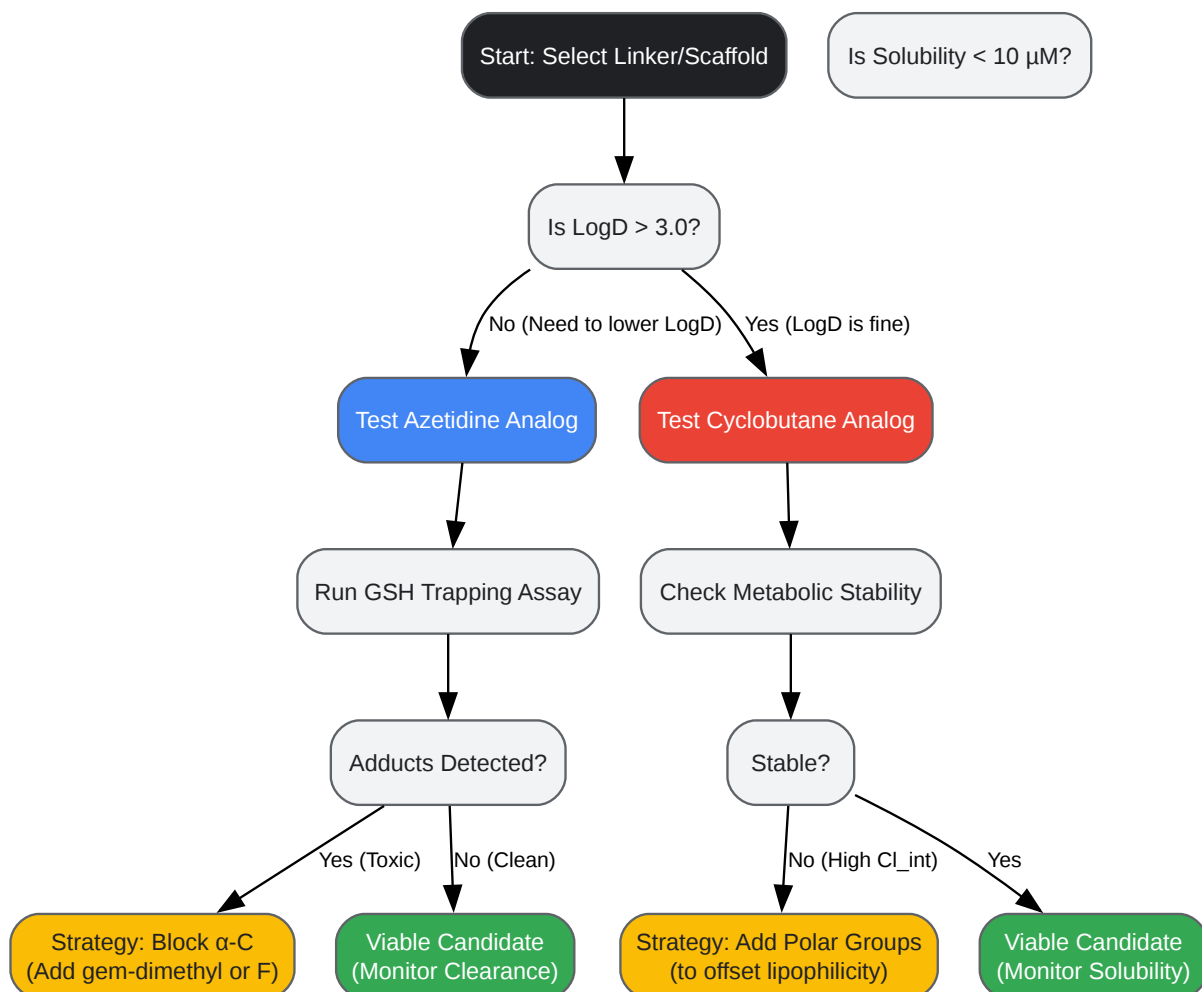 Start: Select Linker/Scaffold
Is Solubility < 10 µM?
Is LogD > 3.0?
No (Need to lower LogD)
Yes (LogD is fine)
Test Azetidine Analog
Test Cyclobutane Analog
Run GSH Trapping Assay
Check Metabolic Stability
Adducts Detected?
Stable?
Yes (Toxic)
No (Clean)
No (High Cl_int)
Yes
Strategy: Block α-C
(Add gem-dimethyl or F)
Viable Candidate
(Monitor Clearance)
Strategy: Add Polar Groups
(to offset lipophilicity)
Viable Candidate
(Monitor Solubility)